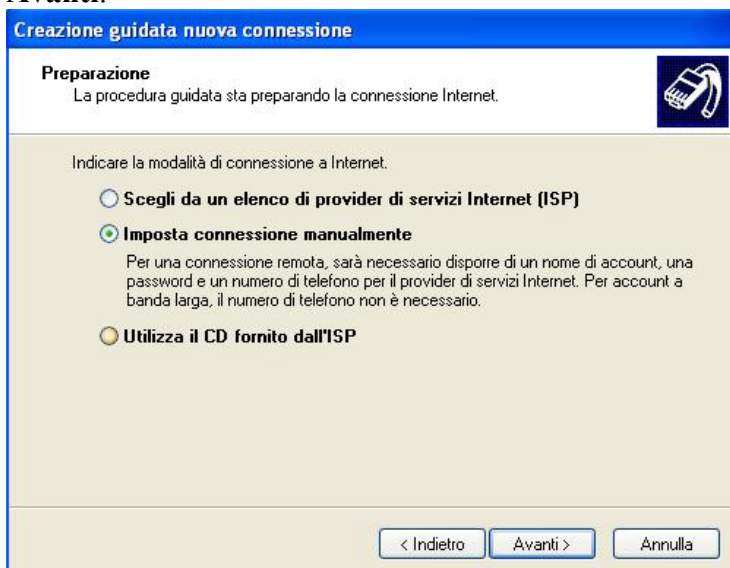 Avanti.
Creazione guidata nuova connessione
Preparazione
La procedura guidata sta preparando la connessione Internet.
Indicare la modalità di connessione a Internet.
Scegli da un elenco di provider di servizi Internet (ISP)
Imposta connessione manualmente
Per una connessione remota, sarà necessario disporre di un nome di account, una
password e un numero di telefono per il provider di servizi Internet. Per account a
banda larga, il numero di telefono non è necessario.
Utilizza il CD fornito dall'ISP
< Indietro
Avanti >
Annulla